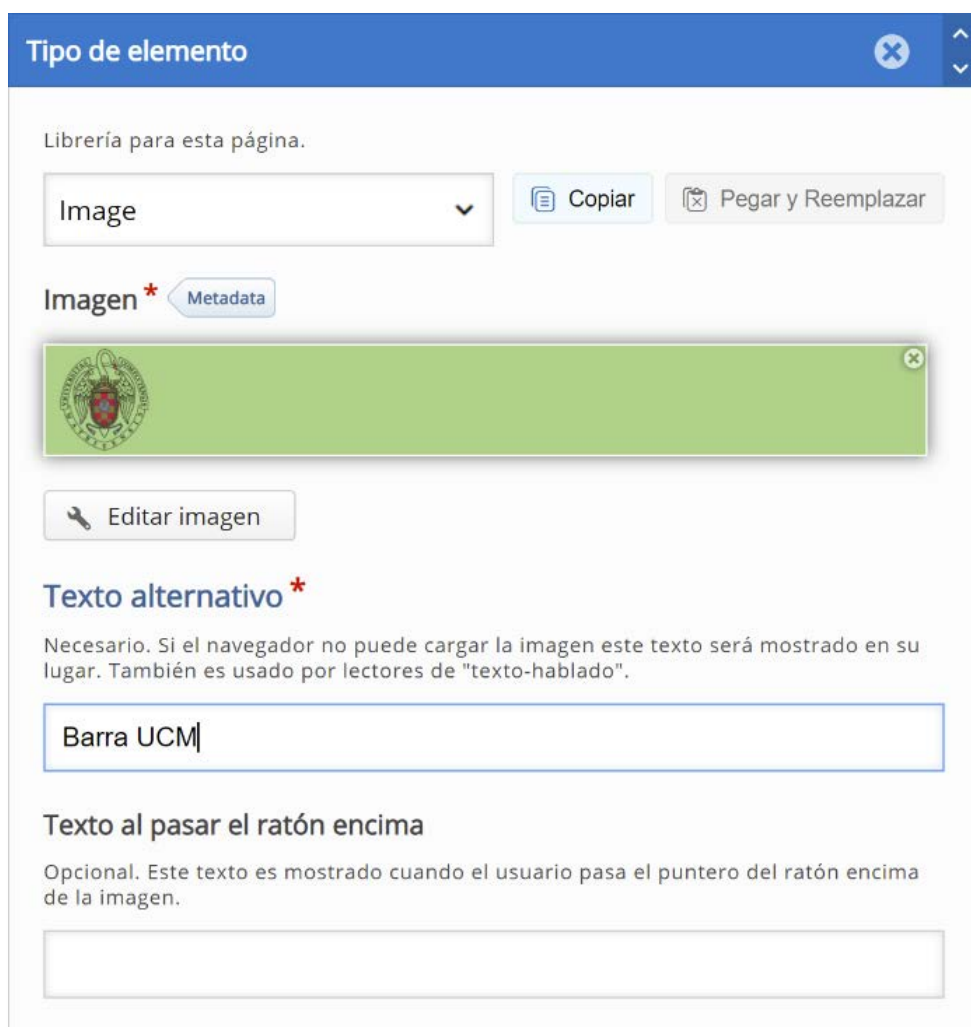 Tipo de elemento
Librería para esta página.
Image
Copiar
Pegar y Reemplazar
Imagen *
Metadata
Editar imagen
Texto alternativo *
Necesario. Si el navegador no puede cargar la imagen este texto será mostrado en su
lugar. También es usado por lectores de "texto-hablado".
Barra UCM
Texto al pasar el ratón encima
Opcional. Este texto es mostrado cuando el usuario pasa el puntero del ratón encima
de la imagen.